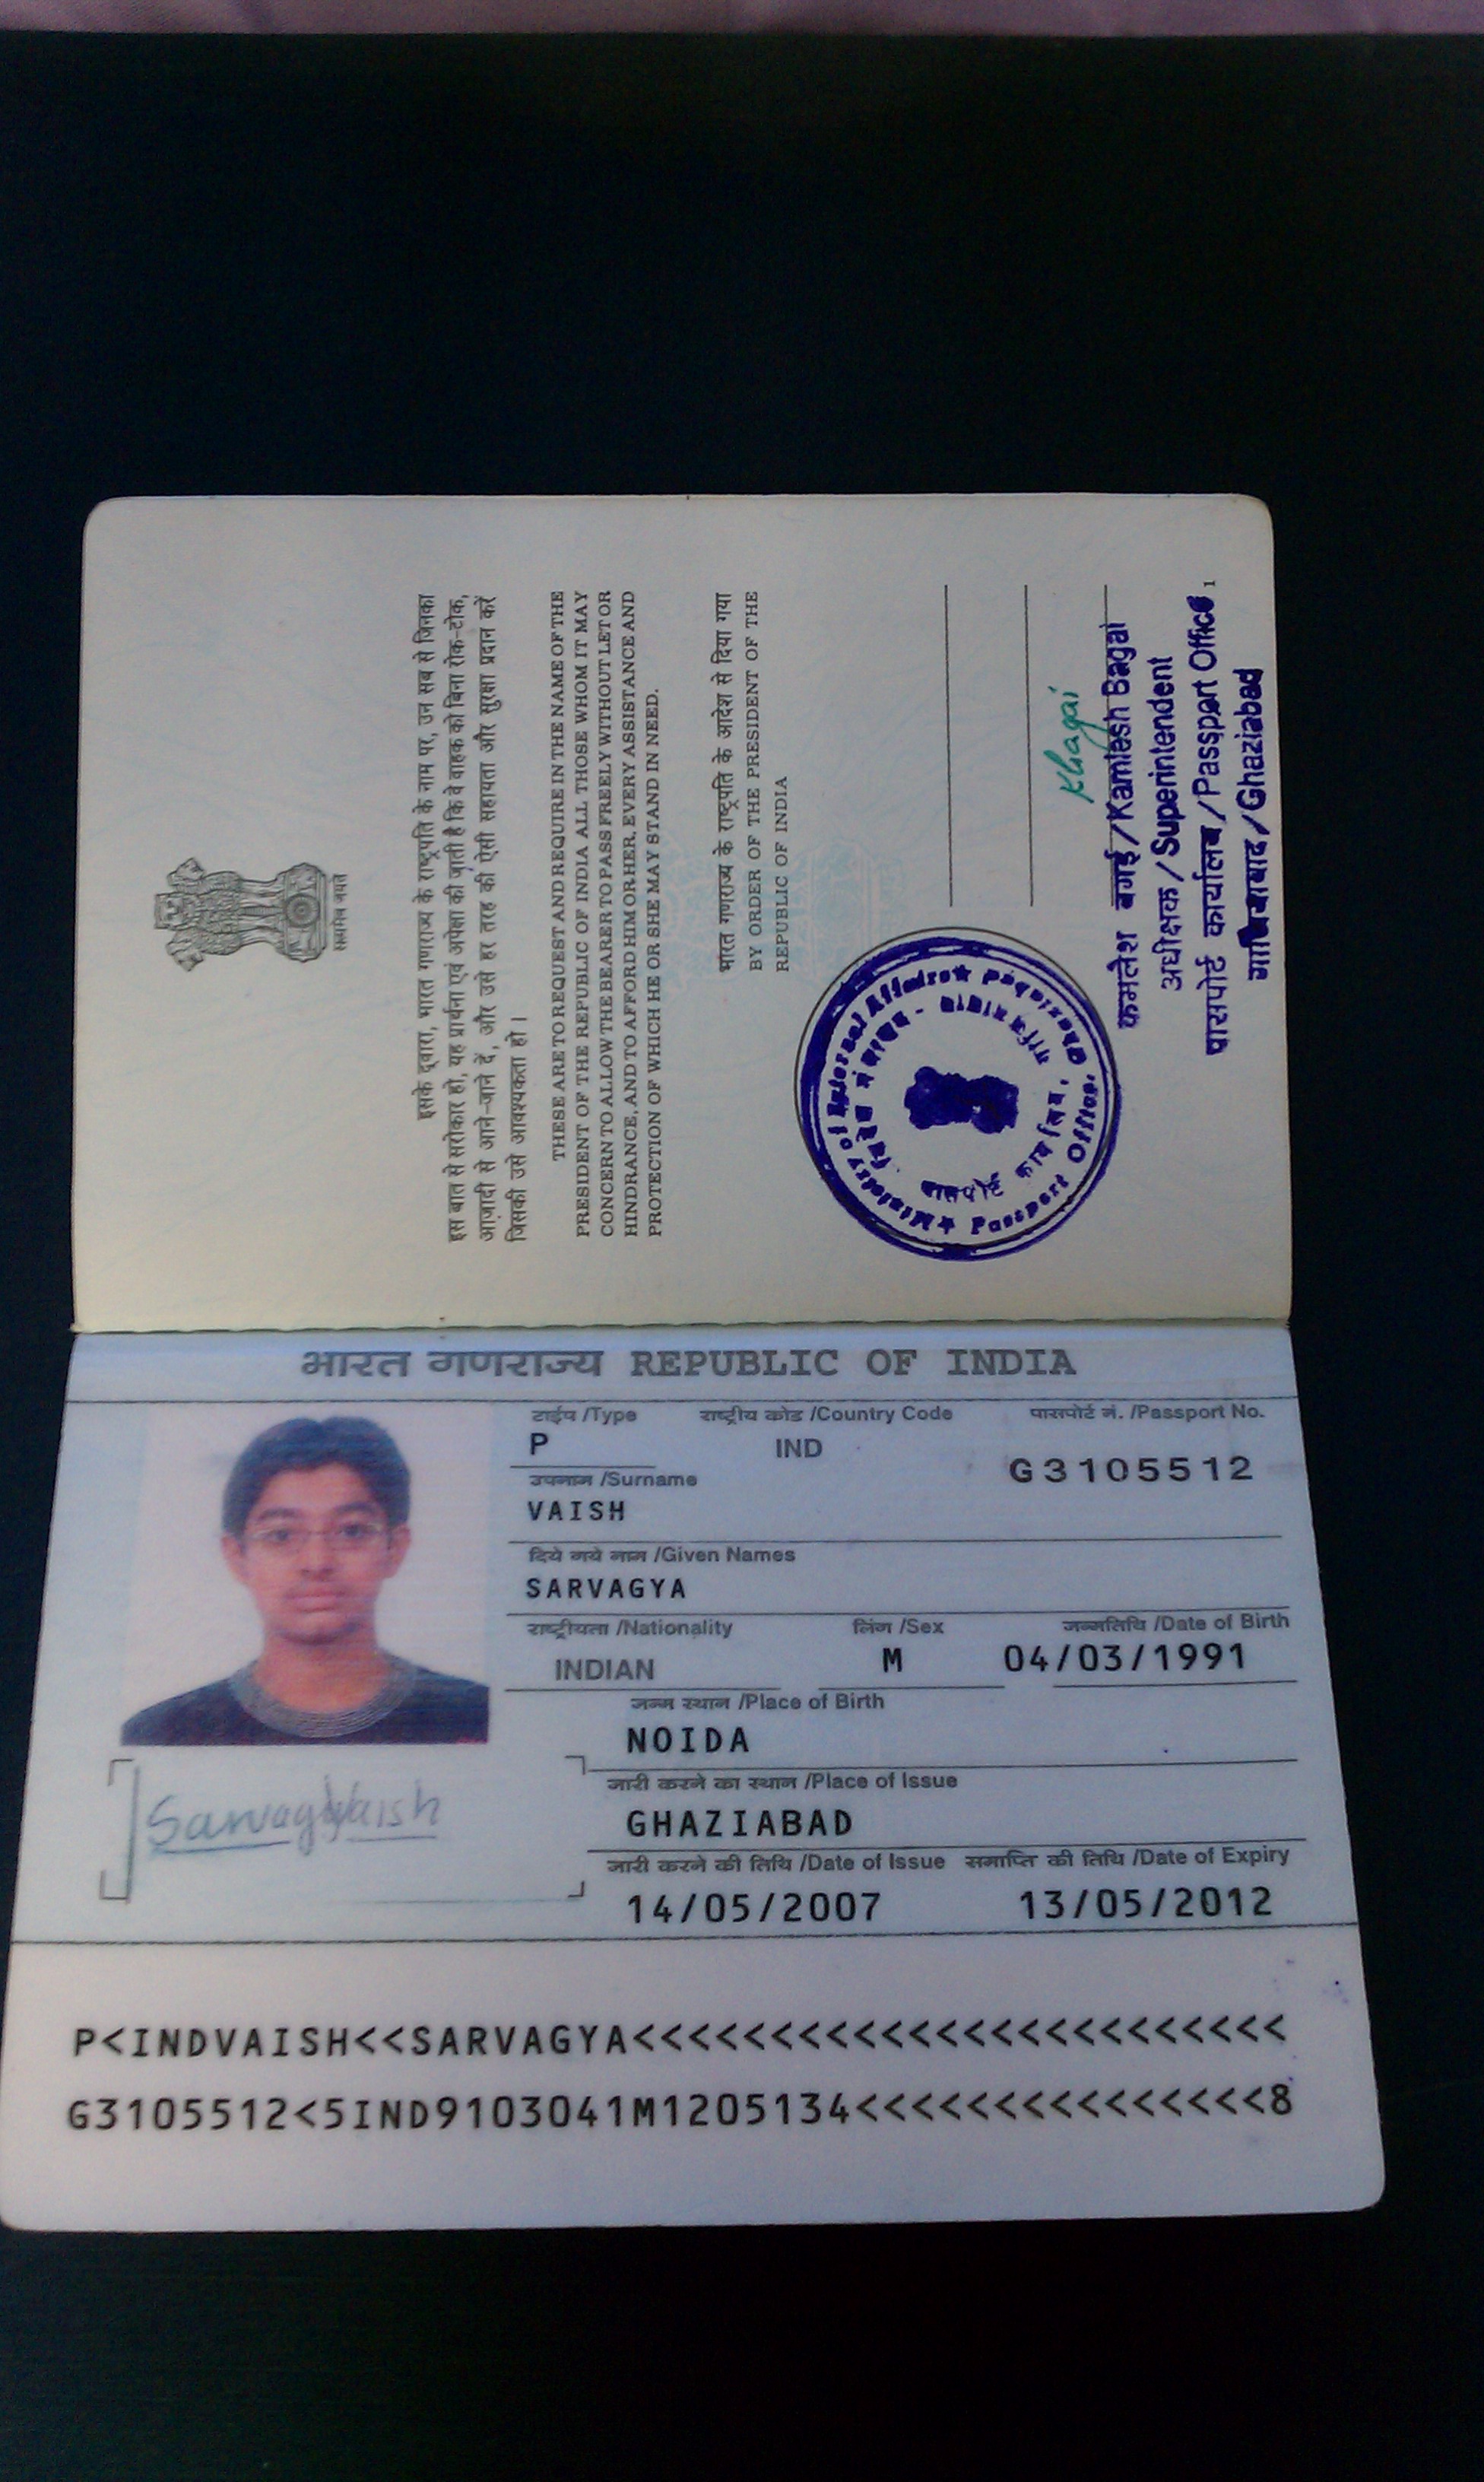 सत्यमेव जयते
इसके द्वारा, भारत गणराज्य के राष्ट्रपति के नाम पर, उन सब से जिनका
इस बात से सरोकार हो, यह प्रार्थना एवं अपेक्षा की जाती है कि वे वाहक को बिना रोक-टोक,
आज़ादी से आने-जाने दें, और उसे हर तरह की ऐसी सहायता और सुरक्षा प्रदान करें
जिसकी उसे आवश्यकता हो।
THESE ARE TO REQUEST AND REQUIRE IN THE NAME OF THE
PRESIDENT OF THE REPUBLIC OF INDIA ALL THOSE WHOM IT MAY
CONCERN TO ALLOW THE BEARER TO PASS FREELY WITHOUT LET OR
HINDRANCE, AND TO AFFORD HIM OR HER, EVERY ASSISTANCE AND
PROTECTION OF WHICH HE OR SHE MAY STAND IN NEED.
भारत गणराज्य के राष्ट्रपति के आदेश से दिया गया
BY ORDER OF THE PRESIDENT OF THE
REPUBLIC OF INDIA
★ Ministry of External Affairs ★
Passport Office, Ghaziabad
विदेश मंत्रालय -
पासपोर्ट कार्यालय,
कमलेश बगई/Kamlesh Bagai
अधीक्षक/Superintendent
पासपोर्ट कार्यालय/Passport Office
गाजियाबाद/Ghaziabad
1
भारत गणराज्य REPUBLIC OF INDIA
टाईप /Type राष्ट्रीय कोड /Country Code पासपोर्ट नं. /Passport No.
P IND G3105512
उपनाम /Surname
VAISH
दिये गये नाम /Given Names
SARVAGYA
राष्ट्रीयता /Nationality लिंग /Sex जन्मतिथि /Date of Birth
INDIAN M 04/03/1991
जन्म स्थान /Place of Birth
NOIDA
जारी करने का स्थान /Place of Issue
Sarvagya Vaish
GHAZIABAD
जारी करने की तिथि /Date of Issue समाप्ति की तिथि /Date of Expiry
14/05/2007 13/05/2012
P<INDVAISH<<SARVAGYA<<<<<<<<<<<<<<<<<<<<<<<<
G3105512<5IND9103041M1205134<<<<<<<<<<<<<<<8